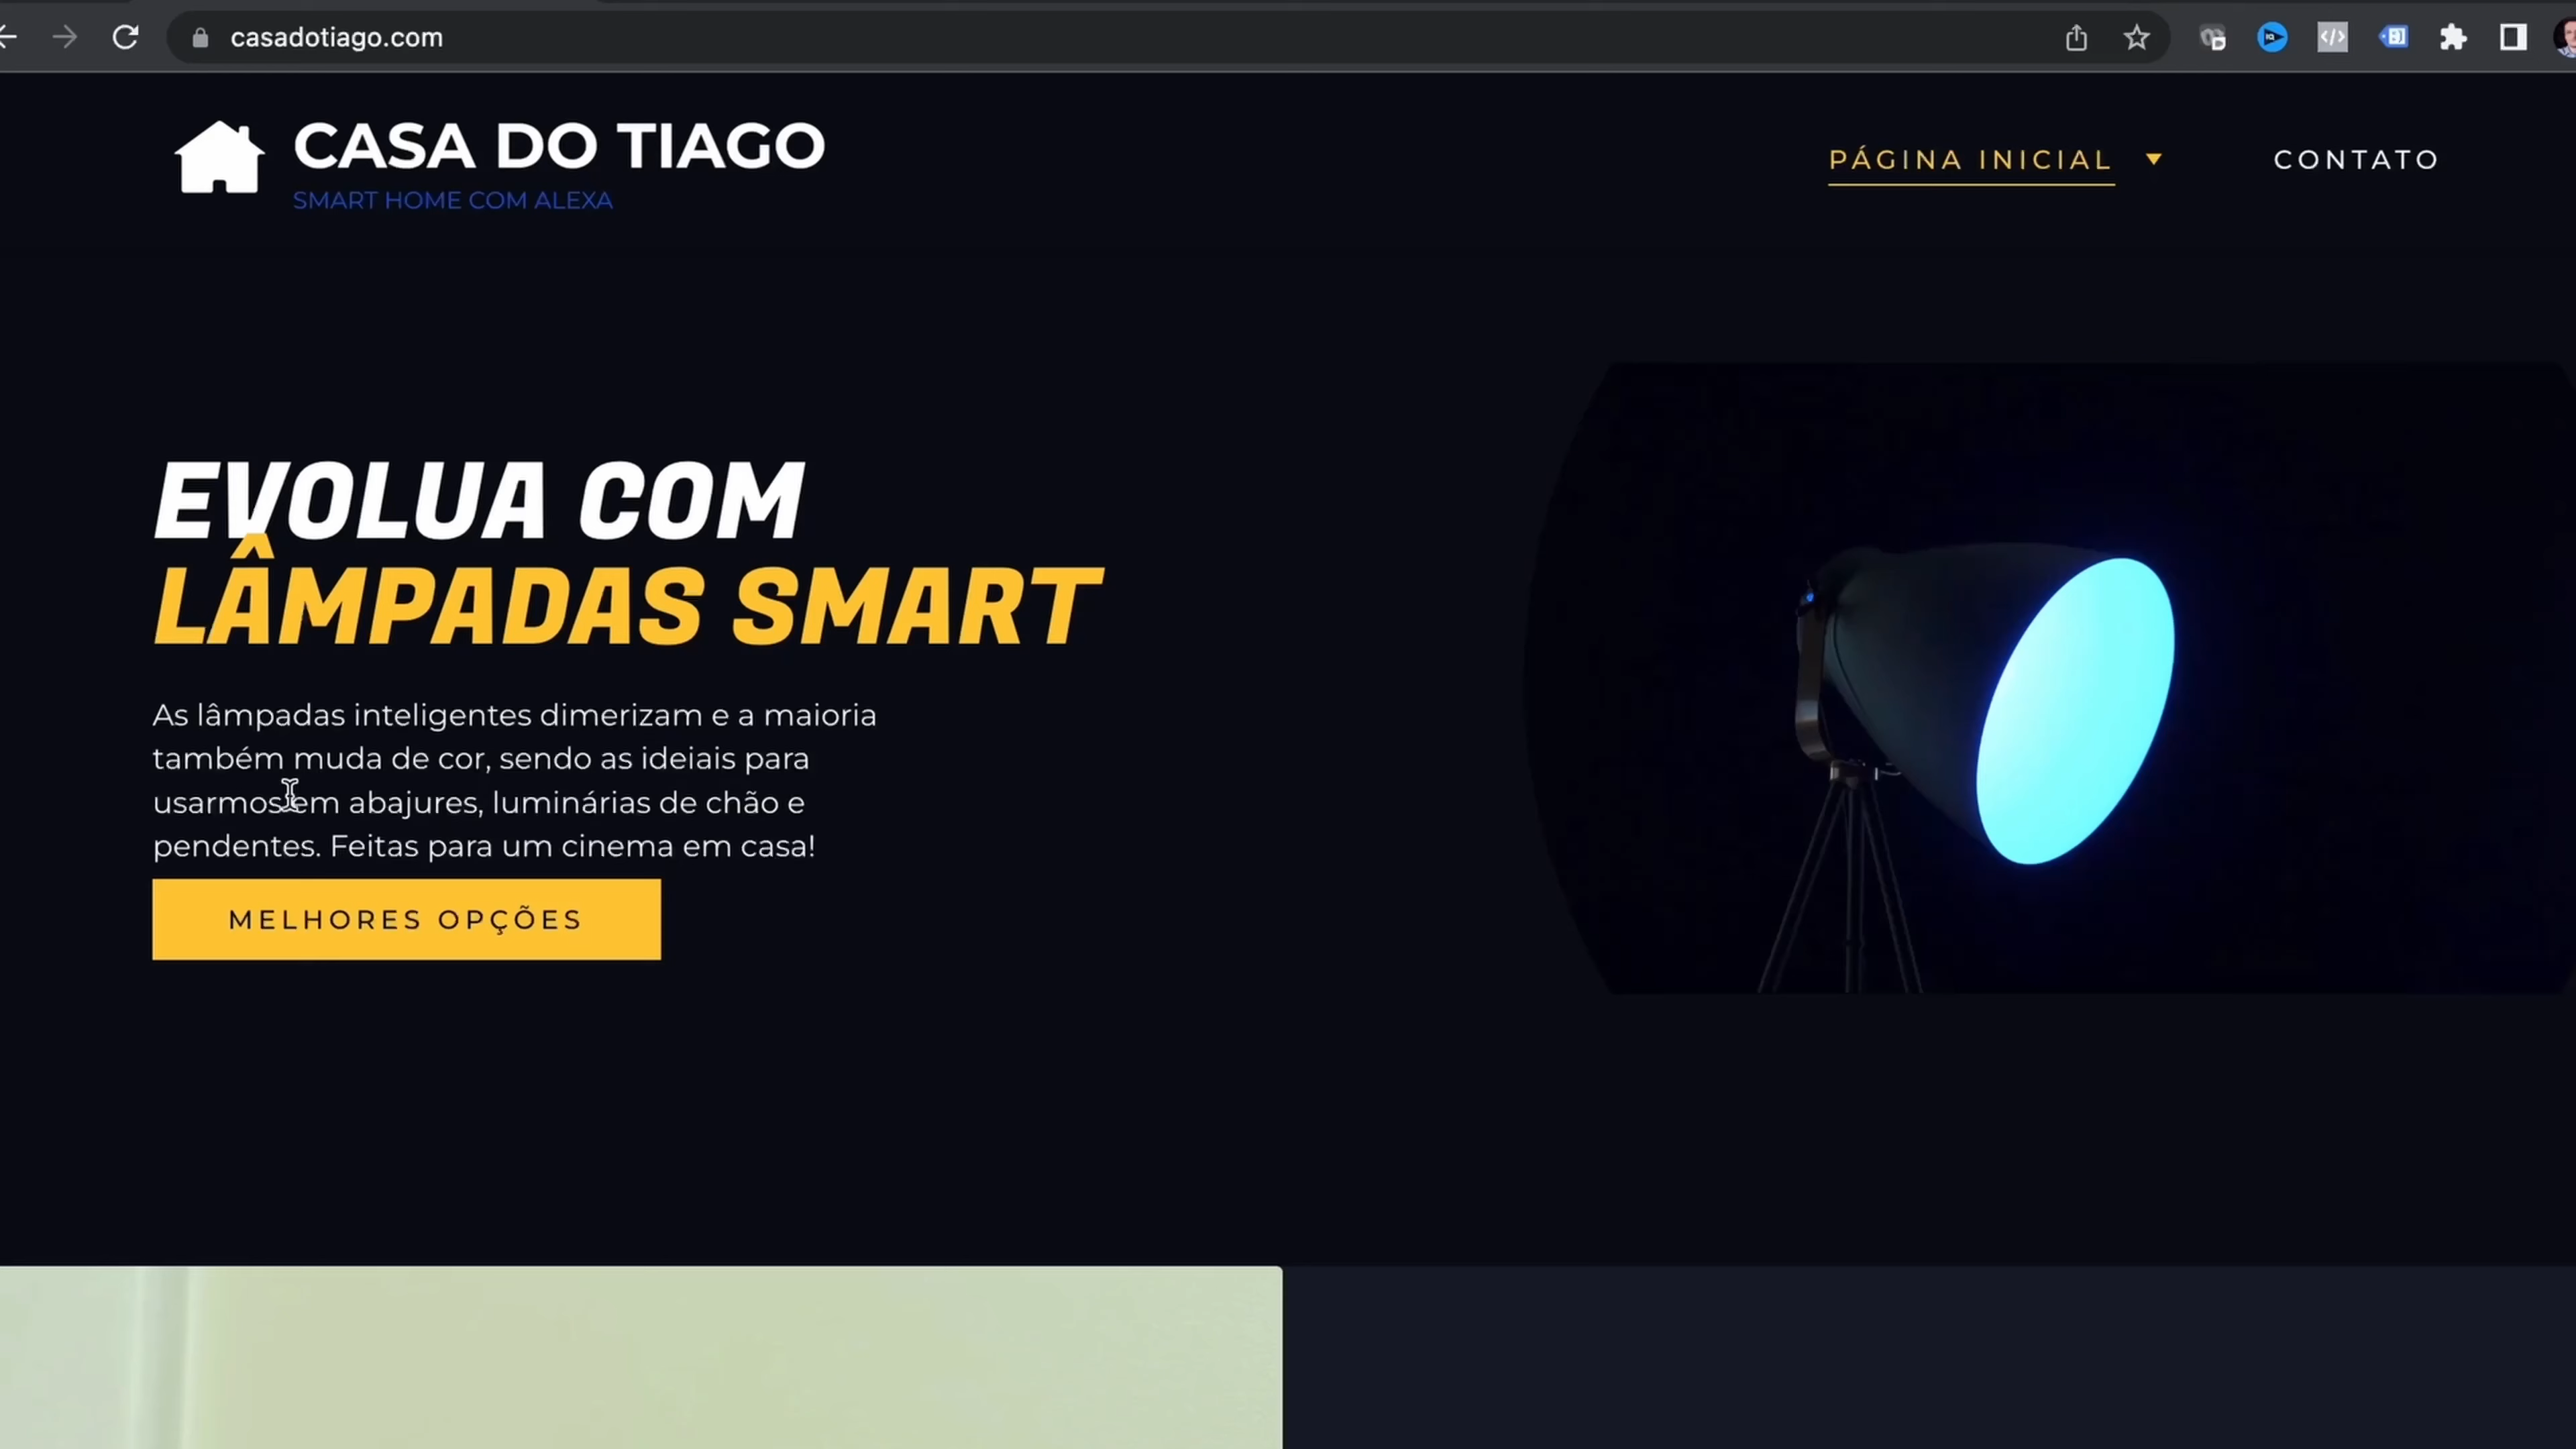 casadotiago.com
CASA DO TIAGO
SMART HOME COM ALEXA
PÁGINA INICIAL
CONTATO
EVOLUA COM
LÂMPADAS SMART
As lâmpadas inteligentes dimerizam e a maioria
também muda de cor, sendo as ideiais para
usarmos em abajures, luminárias de chão e
pendentes. Feitas para um cinema em casa!
MELHORES OPÇÕES